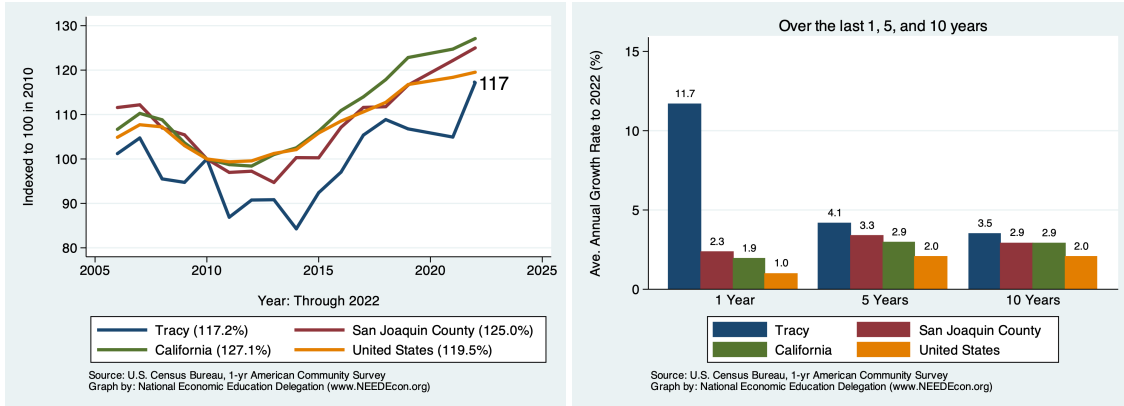 130
120
110
100
90
80
Indexed to 100 in 2010
117
2005
2010
2015
2020
2025
Year: Through 2022
Tracy (117.2%)
San Joaquin County (125.0%)
California (127.1%)
United States (119.5%)
Source: U.S. Census Bureau, 1-yr American Community Survey
Graph by: National Economic Education Delegation (www.NEEDEcon.org)
Over the last 1, 5, and 10 years
Ave. Annual Growth Rate to 2022 (%)
15
10
5
0
11.7
2.3
1.9
1.0
4.1
3.3
2.9
2.0
3.5
2.9
2.9
2.0
1 Year
5 Years
10 Years
Tracy
San Joaquin County
California
United States
Source: U.S. Census Bureau, 1-yr American Community Survey
Graph by: National Economic Education Delegation (www.NEEDEcon.org)